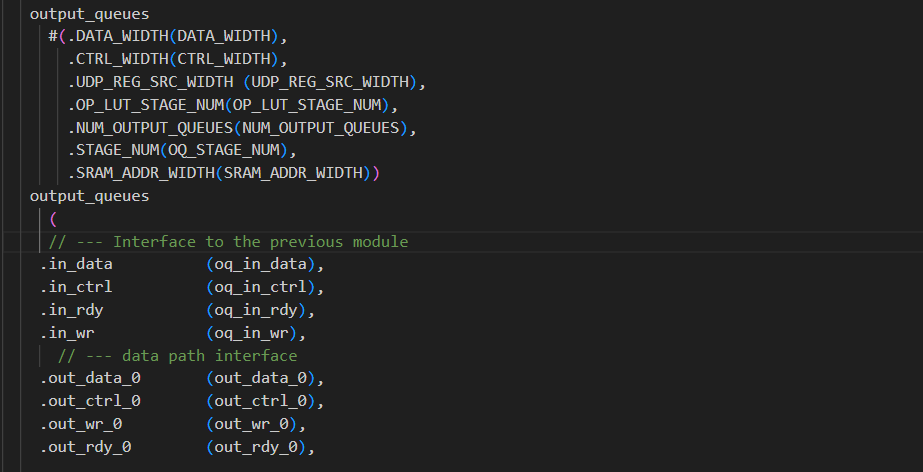 output_queues
#(.DATA_WIDTH(DATA_WIDTH),
.CTRL_WIDTH(CTRL_WIDTH),
.UDP_REG_SRC_WIDTH (UDP_REG_SRC_WIDTH),
.OP_LUT_STAGE_NUM(OP_LUT_STAGE_NUM),
.NUM_OUTPUT_QUEUES(NUM_OUTPUT_QUEUES),
.STAGE_NUM(OQ_STAGE_NUM),
.SRAM_ADDR_WIDTH(SRAM_ADDR_WIDTH))
output_queues
(
// --- Interface to the previous module
.in_data (oq_in_data),
.in_ctrl (oq_in_ctrl),
.in_rdy (oq_in_rdy),
.in_wr (oq_in_wr),
// --- data path interface
.out_data_0 (out_data_0),
.out_ctrl_0 (out_ctrl_0),
.out_wr_0 (out_wr_0),
.out_rdy_0 (out_rdy_0),